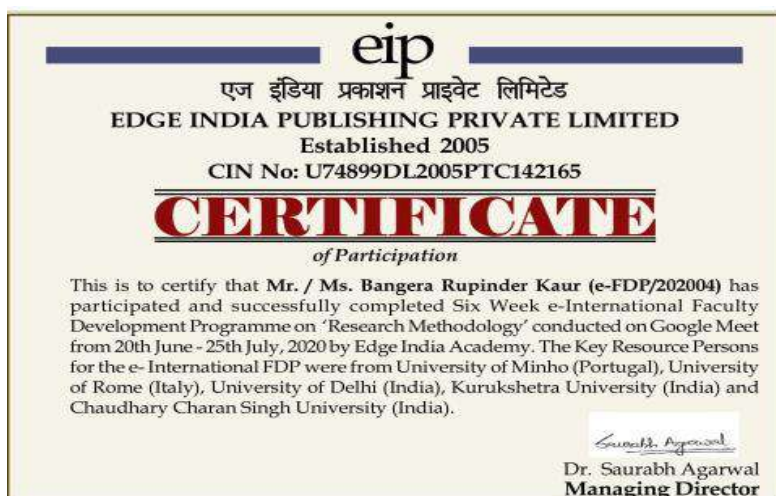 eip
एज इंडिया प्रकाशन प्राइवेट लिमिटेड
EDGE INDIA PUBLISHING PRIVATE LIMITED
Established 2005
CIN No: U74899DL2005PTC142165
CERTIFICATE
of Participation
This is to certify that Mr. / Ms. Bangera Rupinder Kaur (e-FDP/202004) has
participated and successfully completed Six Week e-International Faculty
Development Programme on ‘Research Methodology’ conducted on Google Meet
from 20th June - 25th July, 2020 by Edge India Academy. The Key Resource Persons
for the e- International FDP were from University of Minho (Portugal), University
of Rome (Italy), University of Delhi (India), Kurukshetra University (India) and
Chaudhary Charan Singh University (India).
Saurabh Agarwal
Dr. Saurabh Agarwal
Managing Director